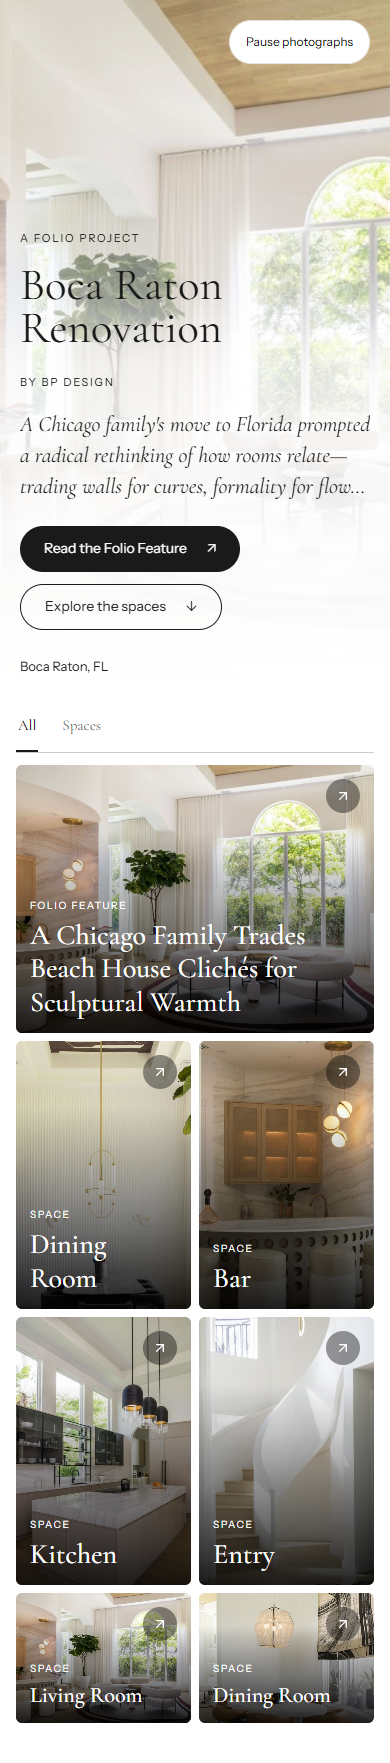 Pause photographs
A FOLIO PROJECT
Boca Raton
Renovation
BY BP DESIGN
A Chicago family's move to Florida prompted
a radical rethinking of how rooms relate—
trading walls for curves, formality for flow...
Read the Folio Feature ↗
Explore the spaces ↓
Boca Raton, FL
All Spaces
FOLIO FEATURE
A Chicago Family Trades
Beach House Clichés for
Sculptural Warmth
SPACE
Dining
Room
SPACE
Bar
SPACE
Kitchen
SPACE
Entry
SPACE
Living Room
SPACE
Dining Room